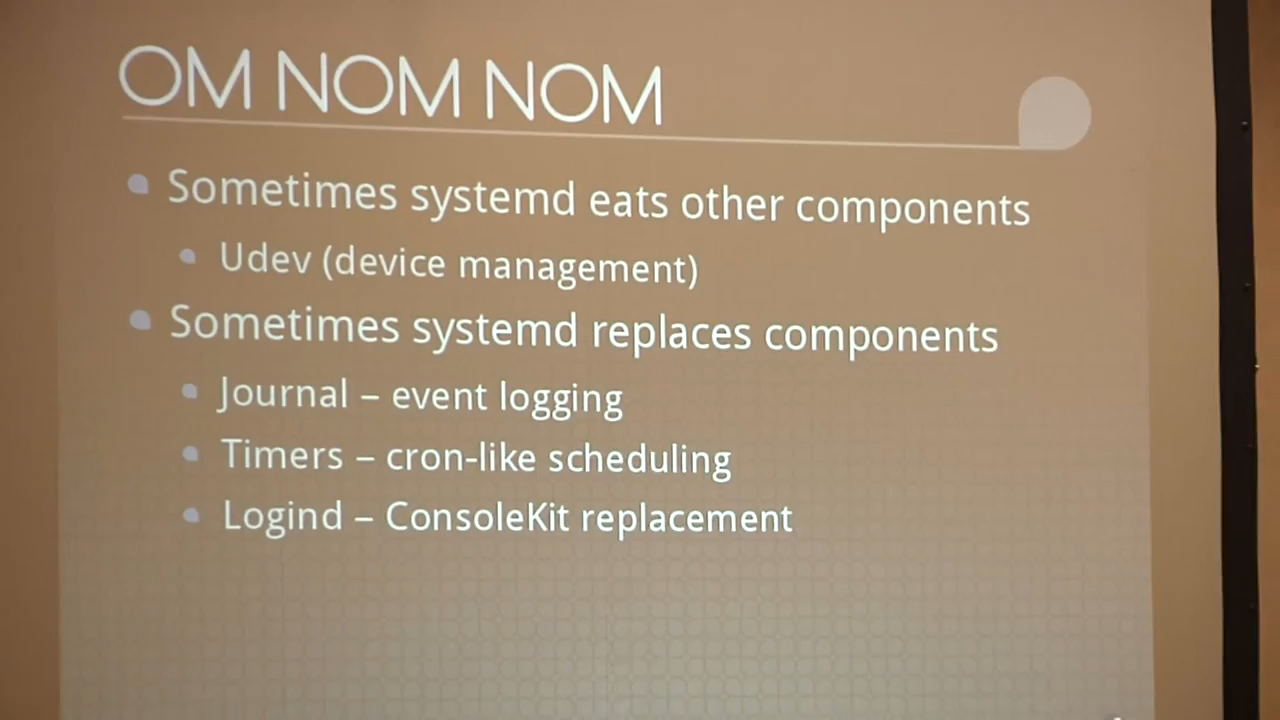 OM NOM NOM
Sometimes systemd eats other components
Udev (device management)
Sometimes systemd replaces components
Journal – event logging
Timers – cron-like scheduling
Logind – ConsoleKit replacement